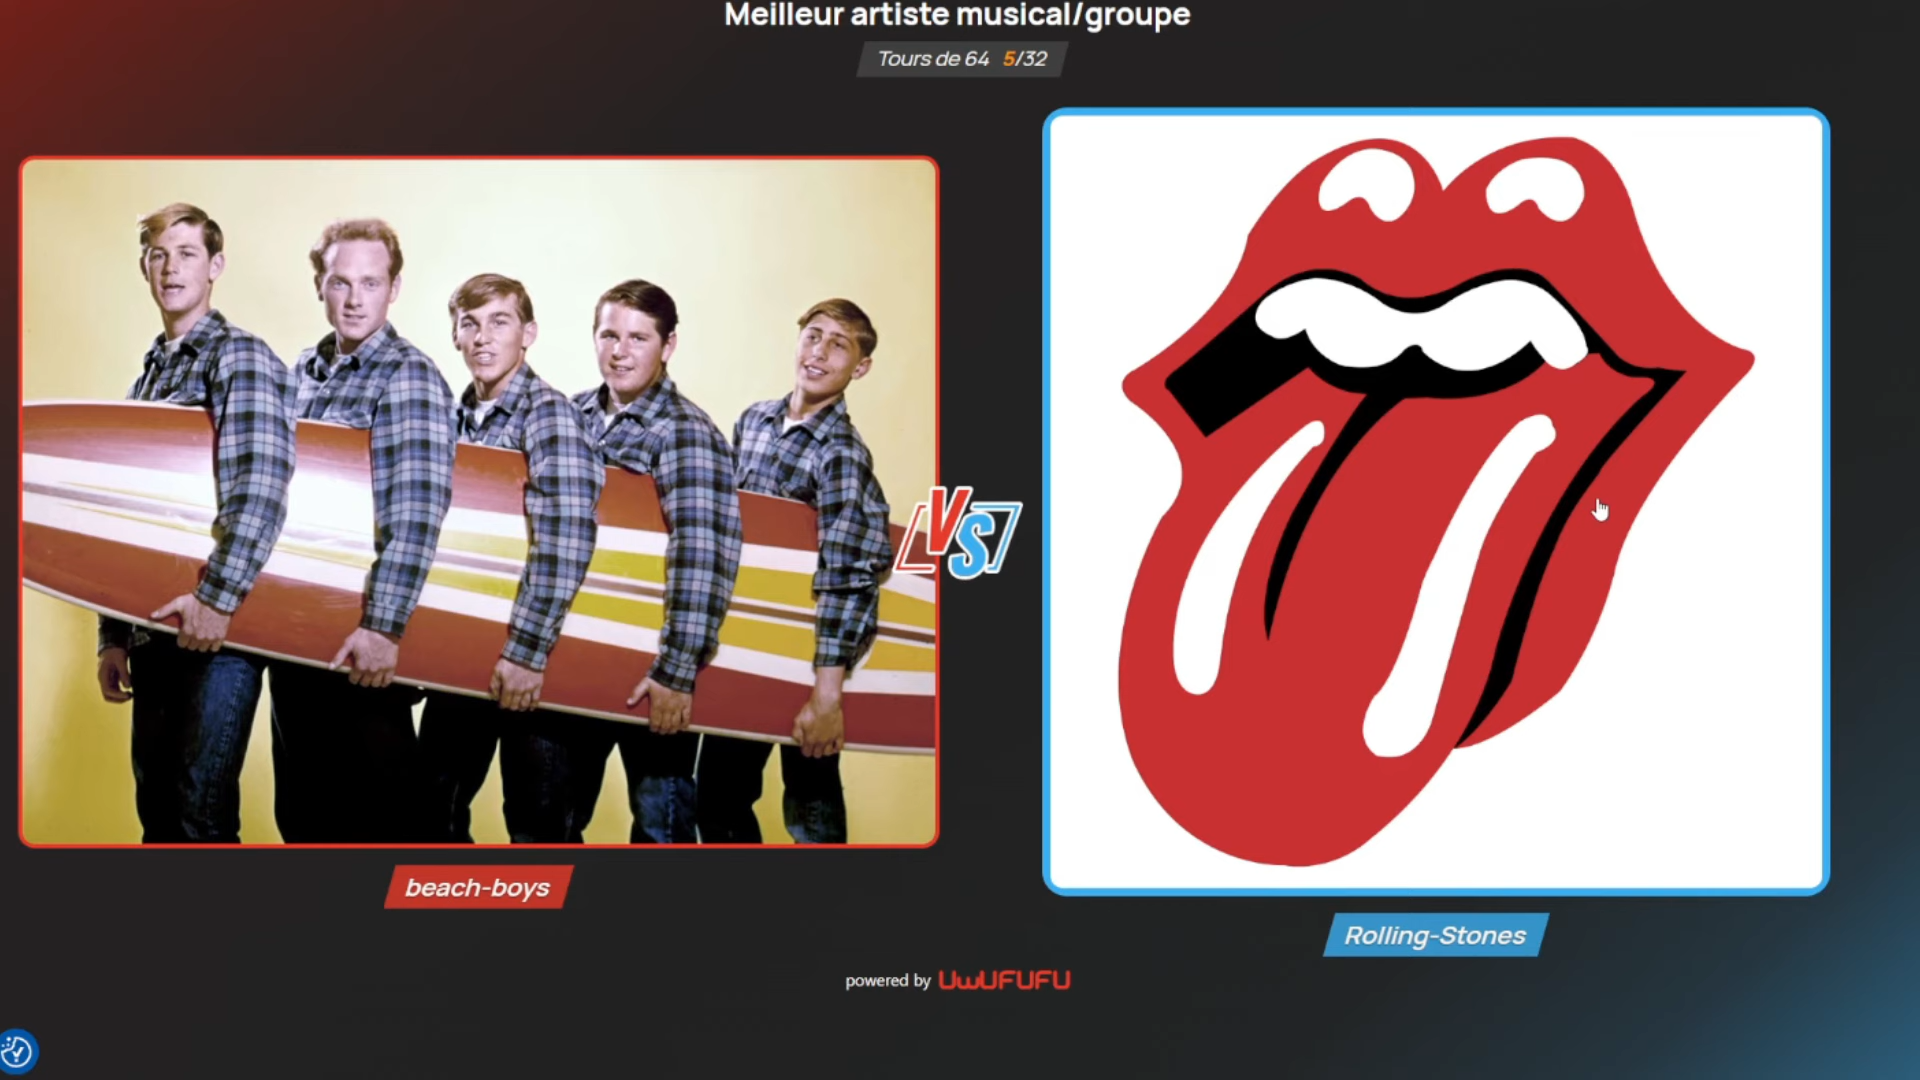 Meilleur artiste musical/groupe
Tours de 64 5/32
VS
beach-boys
Rolling-Stones
powered by UwUFUFU